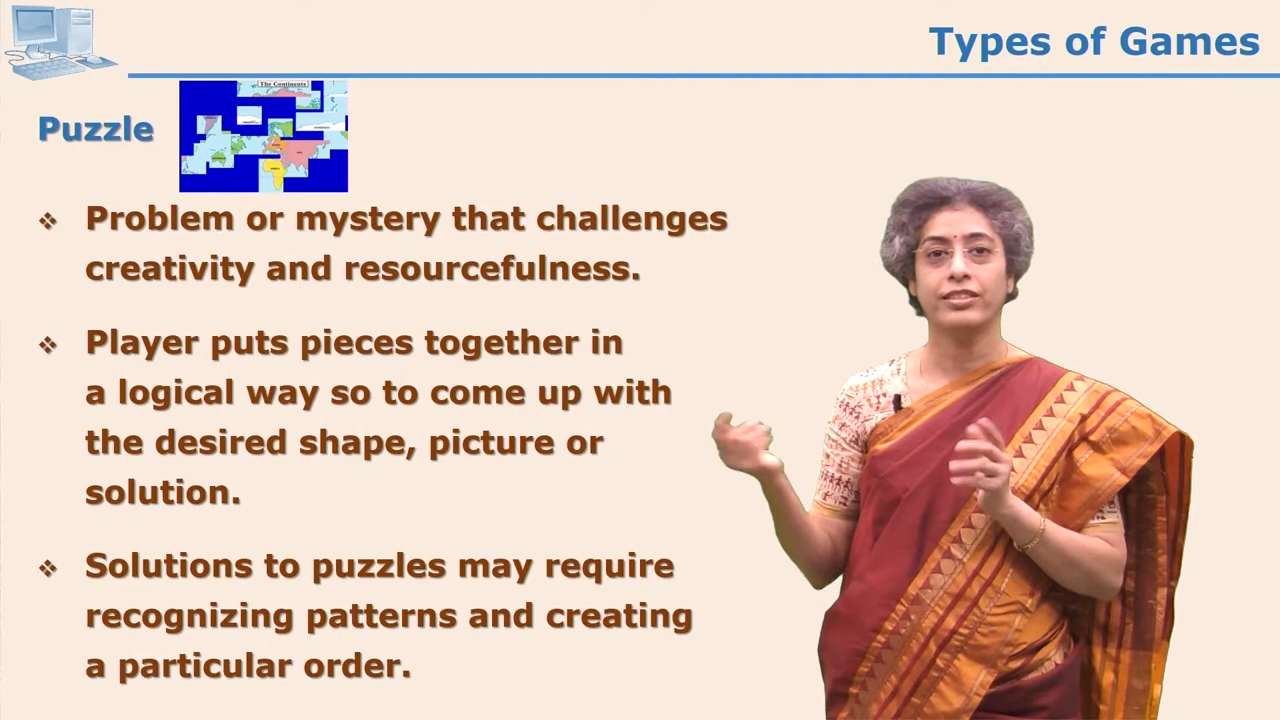 Types of Games
The Continents
Puzzle
Problem or mystery that challenges
creativity and resourcefulness.
Player puts pieces together in
a logical way so to come up with
the desired shape, picture or
solution.
Solutions to puzzles may require
recognizing patterns and creating
a particular order.